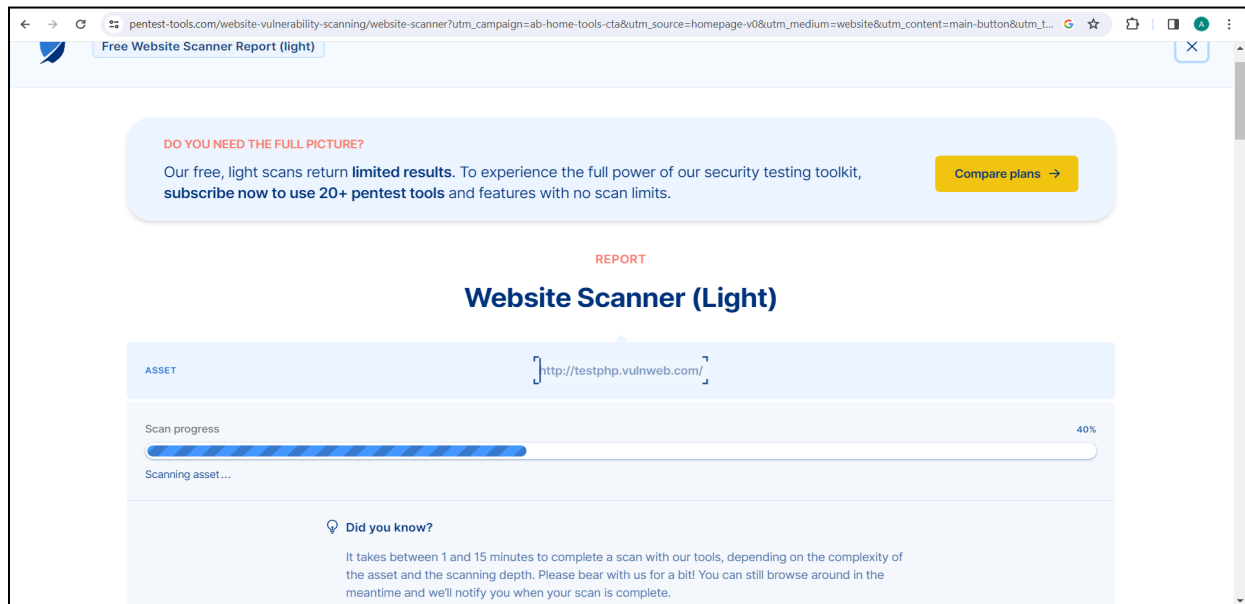 pentest-tools.com/website-vulnerability-scanning/website-scanner?utm_campaign=ab-home-tools-cta&utm_source=homepage-v0&utm_medium=website&utm_content=main-button&utm_t...
A
Free Website Scanner Report (light)
DO YOU NEED THE FULL PICTURE?
Our free, light scans return limited results. To experience the full power of our security testing toolkit,
subscribe now to use 20+ pentest tools and features with no scan limits.
Compare plans →
REPORT
Website Scanner (Light)
ASSET
http://testphp.vulnweb.com/
Scan progress
40%
Scanning asset...
Did you know?
It takes between 1 and 15 minutes to complete a scan with our tools, depending on the complexity of
the asset and the scanning depth. Please bear with us for a bit! You can still browse around in the
meantime and we'll notify you when your scan is complete.